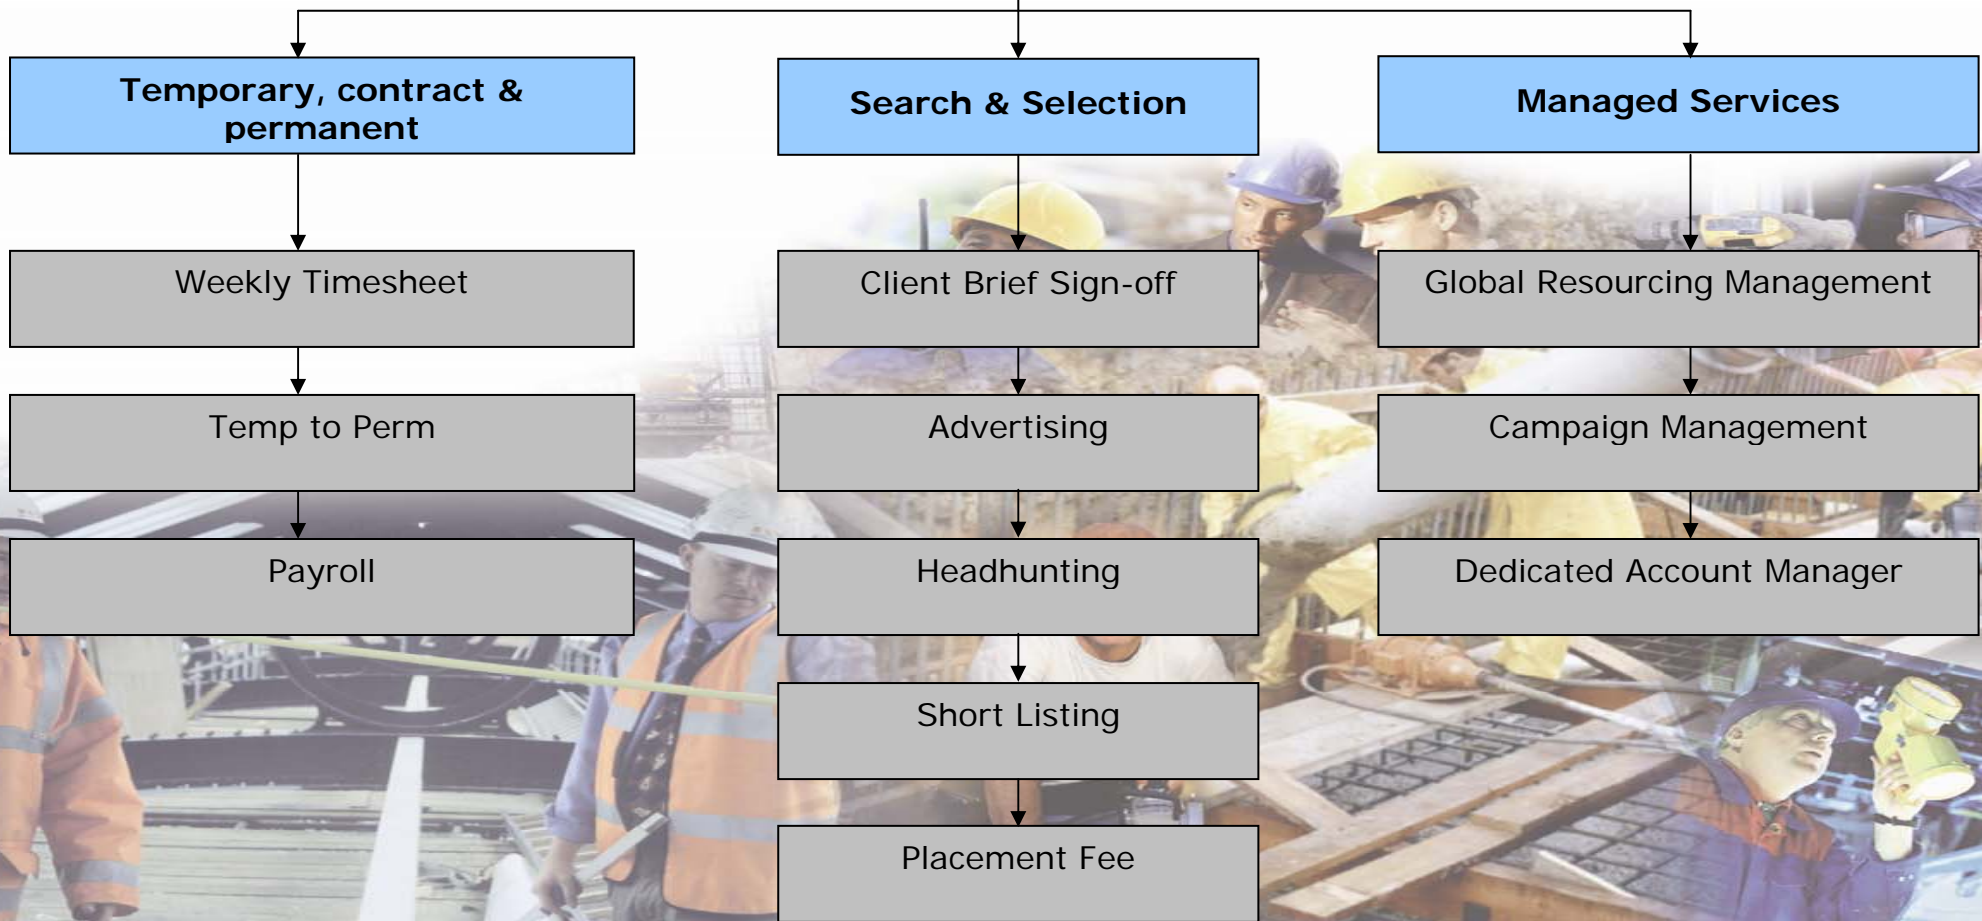 Temporary, contract &
permanent
Search & Selection
Managed Services
Weekly Timesheet
Client Brief Sign-off
Global Resourcing Management
Temp to Perm
Advertising
Campaign Management
Payroll
Headhunting
Dedicated Account Manager
Short Listing
Placement Fee